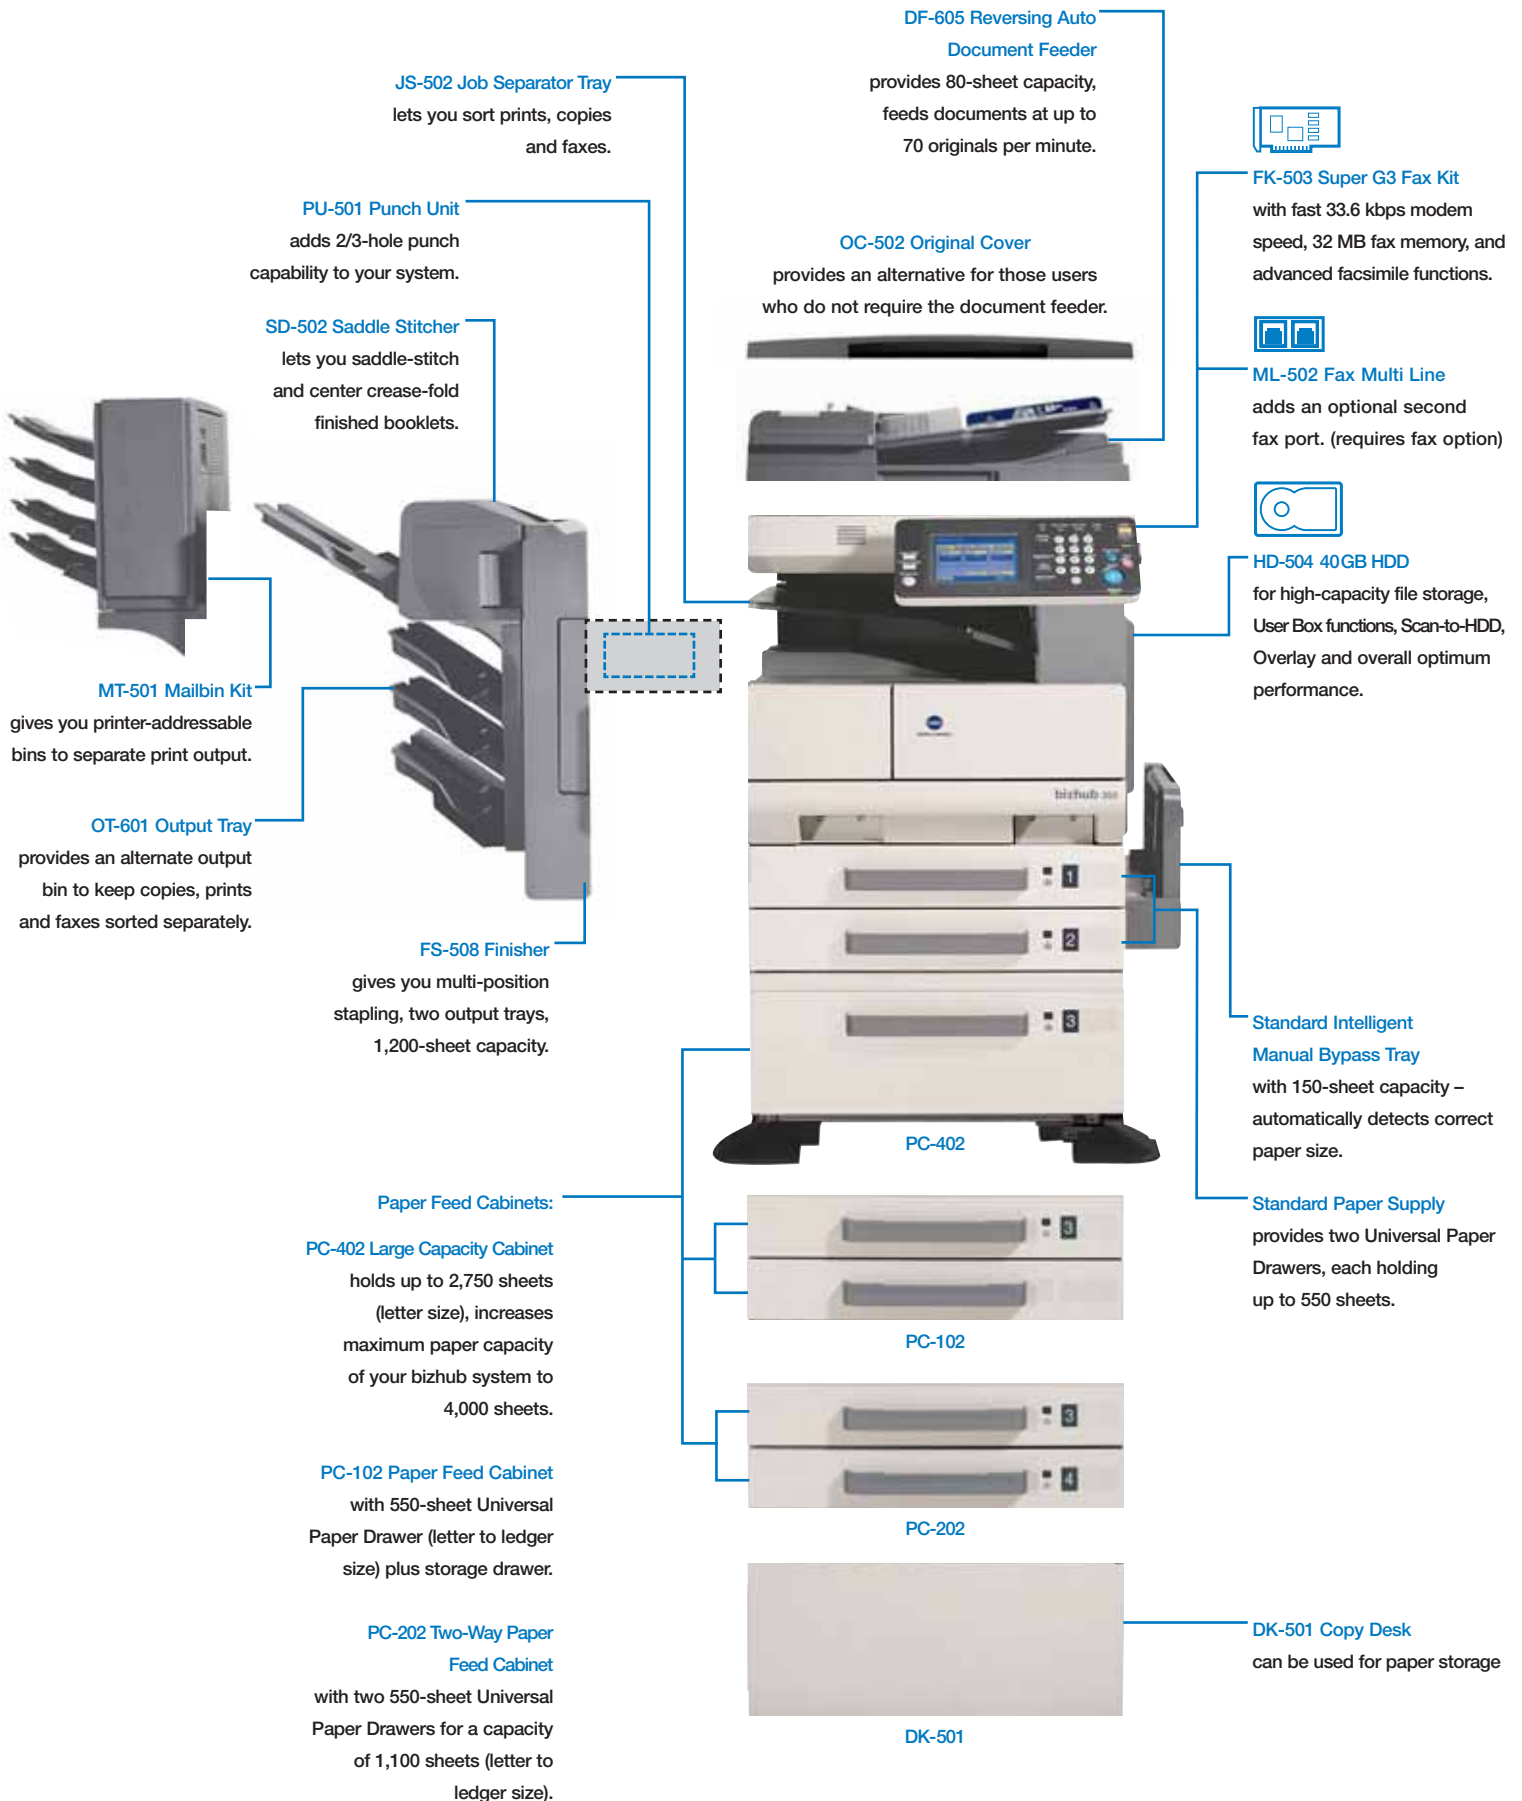 DF-605 Reversing Auto
Document Feeder
provides 80-sheet capacity,
feeds documents at up to
70 originals per minute.
JS-502 Job Separator Tray
lets you sort prints, copies
and faxes.
PU-501 Punch Unit
adds 2/3-hole punch
capability to your system.
SD-502 Saddle Stitcher
lets you saddle-stitch
and center crease-fold
finished booklets.
OC-502 Original Cover
provides an alternative for those users
who do not require the document feeder.
FK-503 Super G3 Fax Kit
with fast 33.6 kbps modem
speed, 32 MB fax memory, and
advanced facsimile functions.
ML-502 Fax Multi Line
adds an optional second
fax port. (requires fax option)
HD-504 40GB HDD
for high-capacity file storage,
User Box functions, Scan-to-HDD,
Overlay and overall optimum
performance.
MT-501 Mailbin Kit
gives you printer-addressable
bins to separate print output.
OT-601 Output Tray
provides an alternate output
bin to keep copies, prints
and faxes sorted separately.
FS-508 Finisher
gives you multi-position
stapling, two output trays,
1,200-sheet capacity.
bizhub
1
2
3
PC-402
Standard Intelligent
Manual Bypass Tray
with 150-sheet capacity –
automatically detects correct
paper size.
Standard Paper Supply
provides two Universal Paper
Drawers, each holding
up to 550 sheets.
Paper Feed Cabinets:
PC-402 Large Capacity Cabinet
holds up to 2,750 sheets
(letter size), increases
maximum paper capacity
of your bizhub system to
4,000 sheets.
3
PC-102
PC-102 Paper Feed Cabinet
with 550-sheet Universal
Paper Drawer (letter to ledger
size) plus storage drawer.
3
4
PC-202
PC-202 Two-Way Paper
Feed Cabinet
with two 550-sheet Universal
Paper Drawers for a capacity
of 1,100 sheets (letter to
ledger size).
DK-501 Copy Desk
can be used for paper storage
DK-501